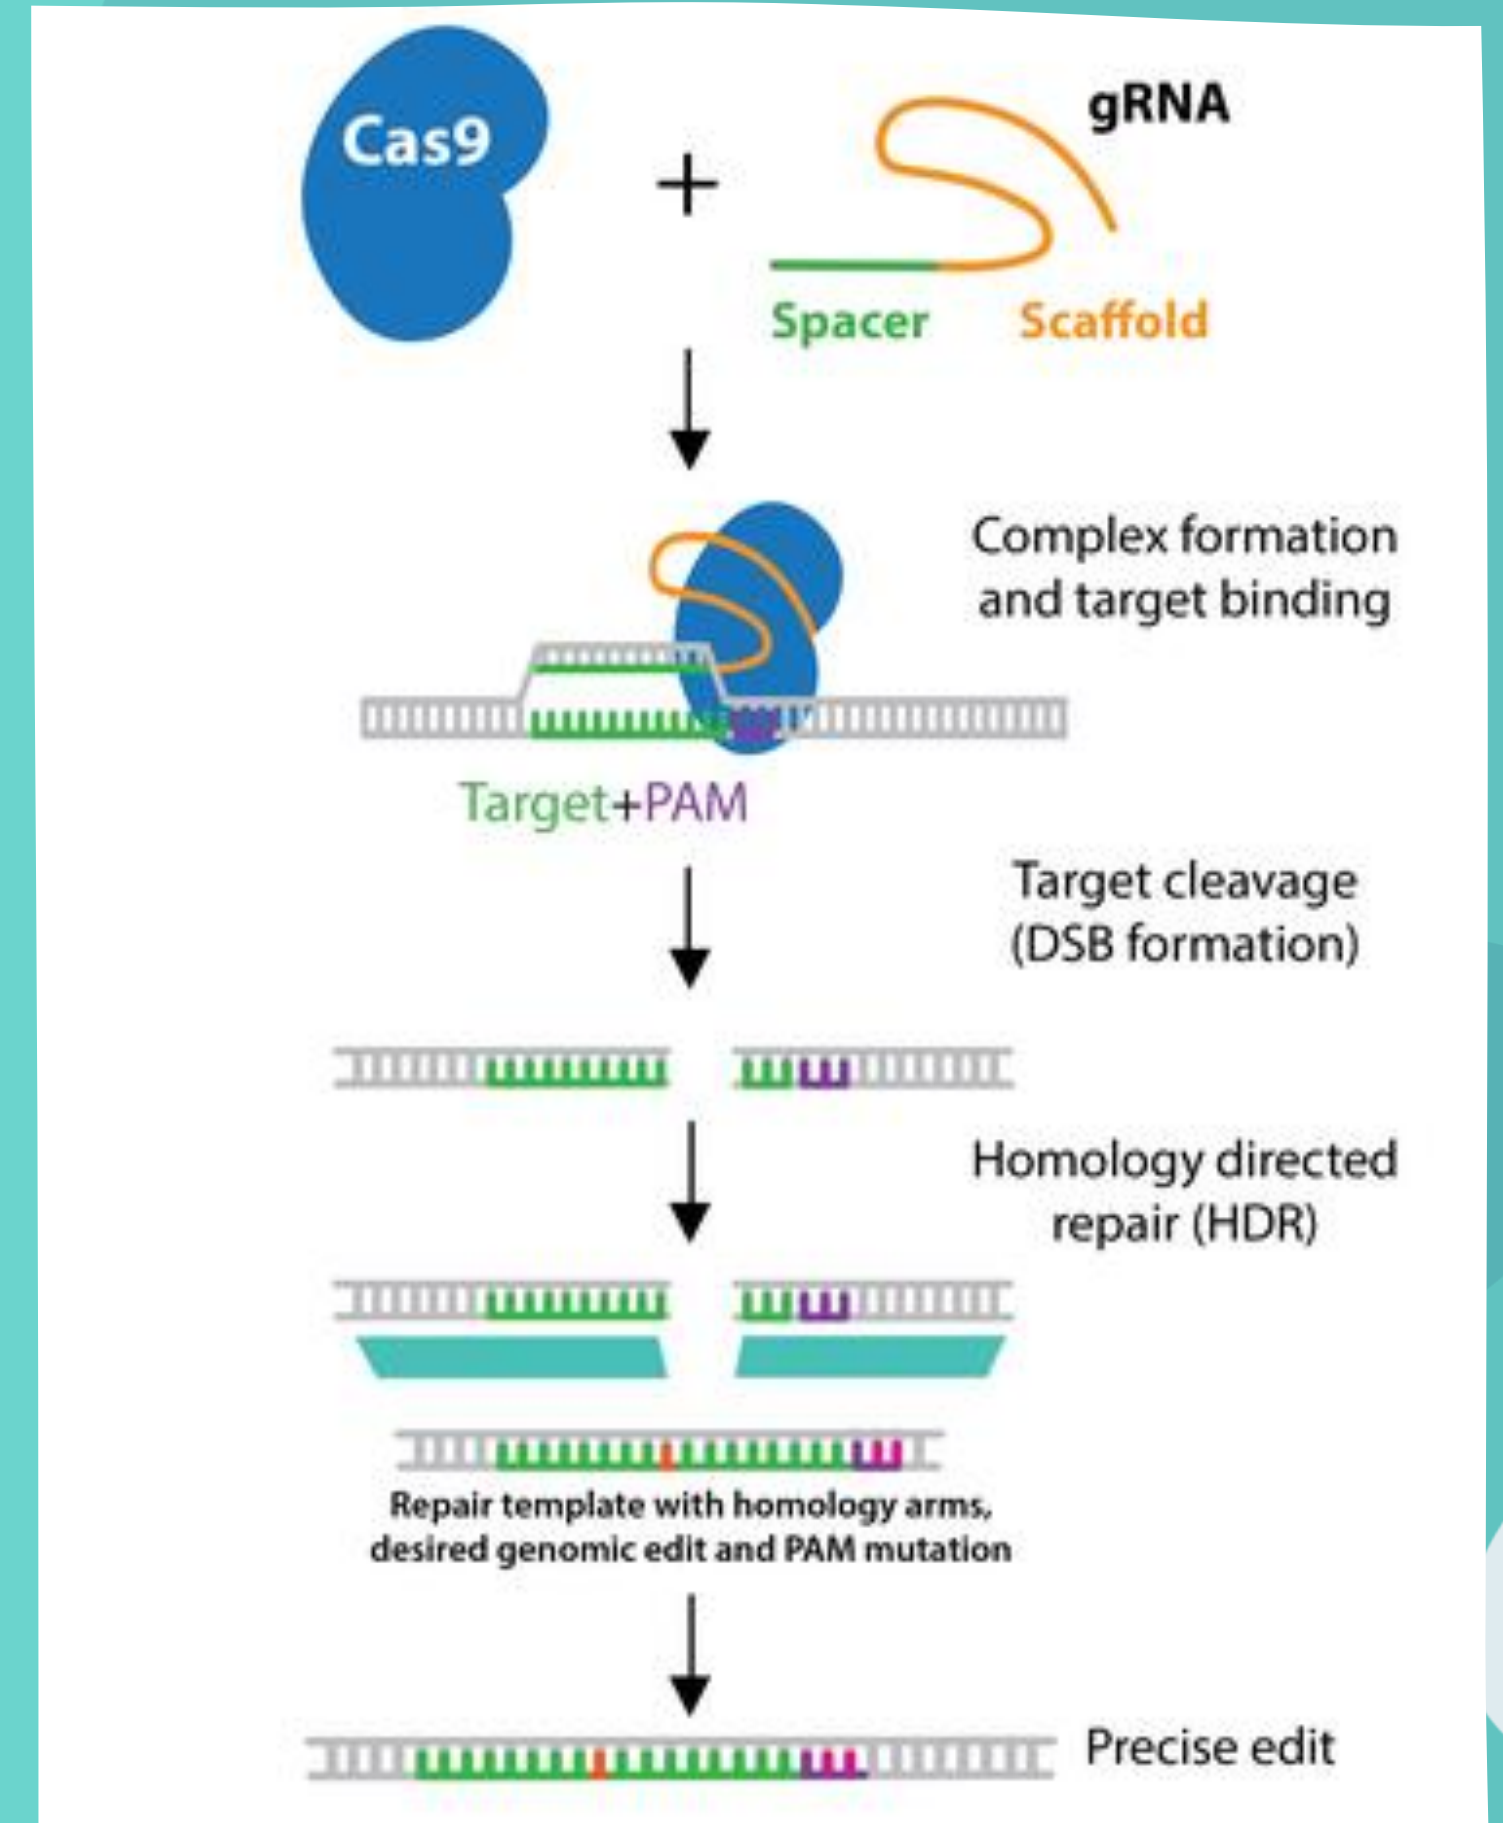 Cas9
+
gRNA
Spacer
Scaffold
Complex formation
and target binding
Target+PAM
Target cleavage
(DSB formation)
Homology directed
repair (HDR)
Repair template with homology arms,
desired genomic edit and PAM mutation
Precise edit